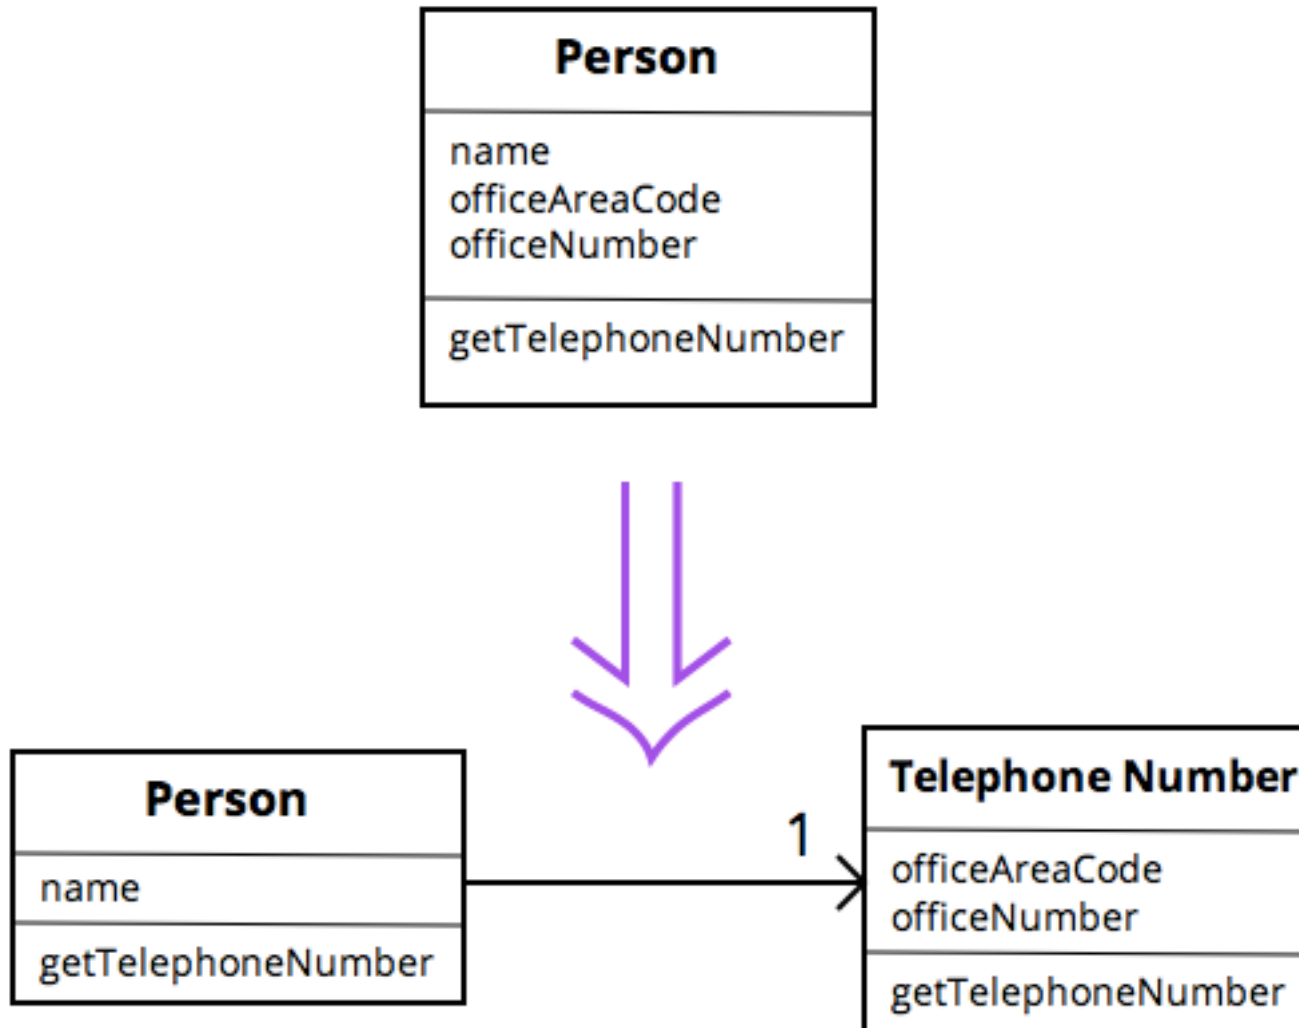 Person
name
officeAreaCode
officeNumber
getTelephoneNumber
Person
name
getTelephoneNumber
1
Telephone Number
officeAreaCode
officeNumber
getTelephoneNumber